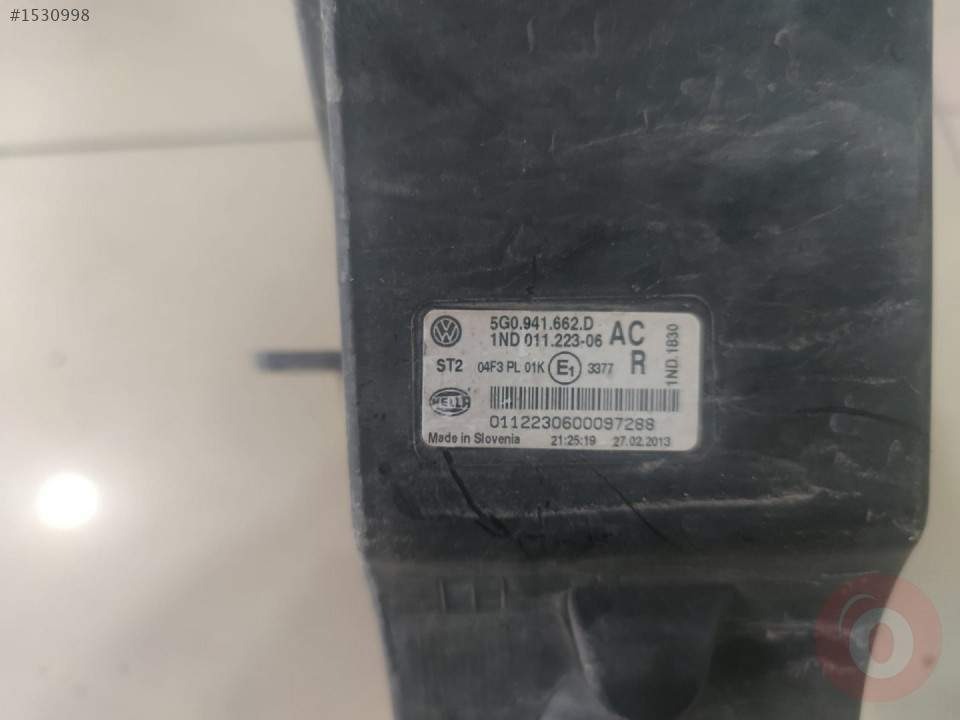 #1530998
5G0.941.662.D
1ND 011.223-06 AC
ST2 04F3 PL 01K E1 3377 R
1ND.1830
HELLA
0112230600097288
Made in Slovenia 21:25:19 27.02.2013